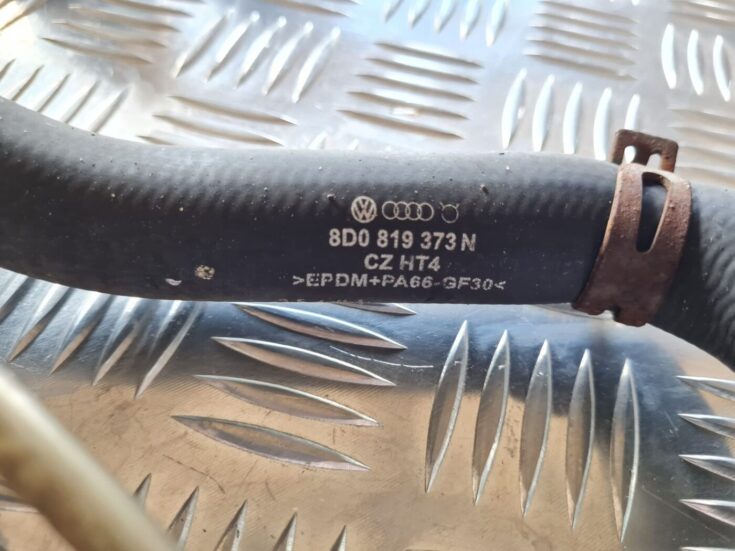 8D0 819 373 N
CZ HT4
>EPDM+PA66-GF30<